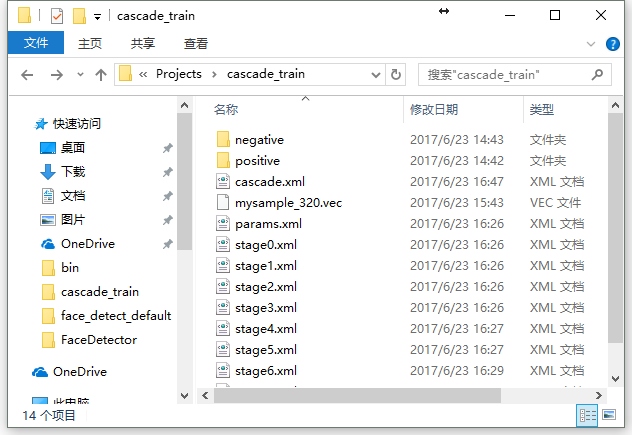 cascade_train
文件 主页 共享 查看
« Projects › cascade_train
搜索"cascade_train"
快速访问
桌面
下载
文档
图片
OneDrive
bin
cascade_train
face_detect_default
FaceDetector
OneDrive
此电脑
名称 修改日期 类型
negative 2017/6/23 14:43 文件夹
positive 2017/6/23 14:42 文件夹
cascade.xml 2017/6/23 16:47 XML 文档
mysample_320.vec 2017/6/23 15:43 VEC 文件
params.xml 2017/6/23 16:26 XML 文档
stage0.xml 2017/6/23 16:26 XML 文档
stage1.xml 2017/6/23 16:26 XML 文档
stage2.xml 2017/6/23 16:26 XML 文档
stage3.xml 2017/6/23 16:26 XML 文档
stage4.xml 2017/6/23 16:27 XML 文档
stage5.xml 2017/6/23 16:27 XML 文档
stage6.xml 2017/6/23 16:29 XML 文档
14 个项目